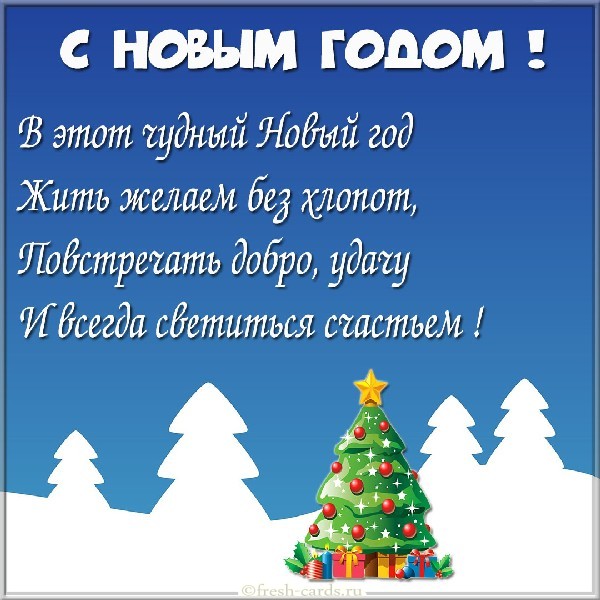 С НОВЫМ ГОДОМ !
В этот чудный Новый год
Жить желаем без хлопот,
Повстречать добро, удачу
И всегда светиться счастьем !
©fresh-cards.ru